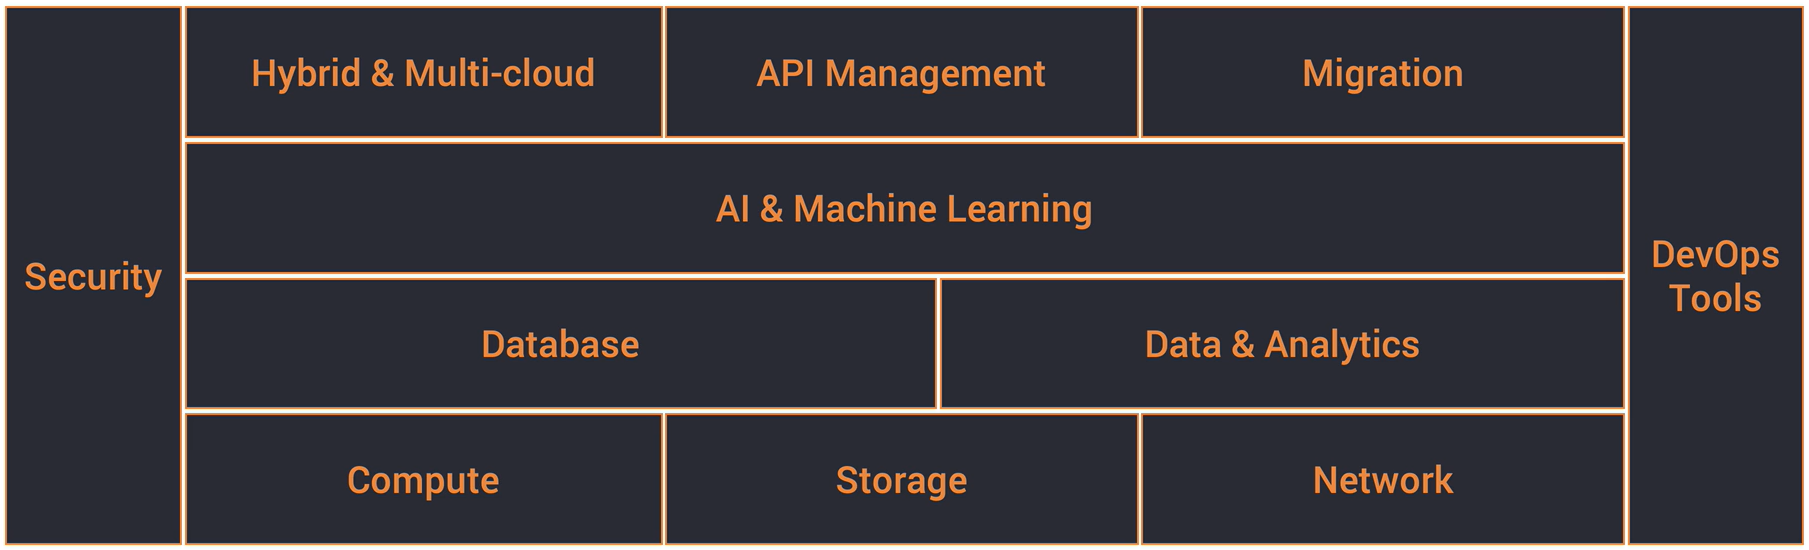 Security
Hybrid & Multi-cloud
API Management
Migration
AI & Machine Learning
Database
Data & Analytics
Compute
Storage
Network
DevOps
Tools